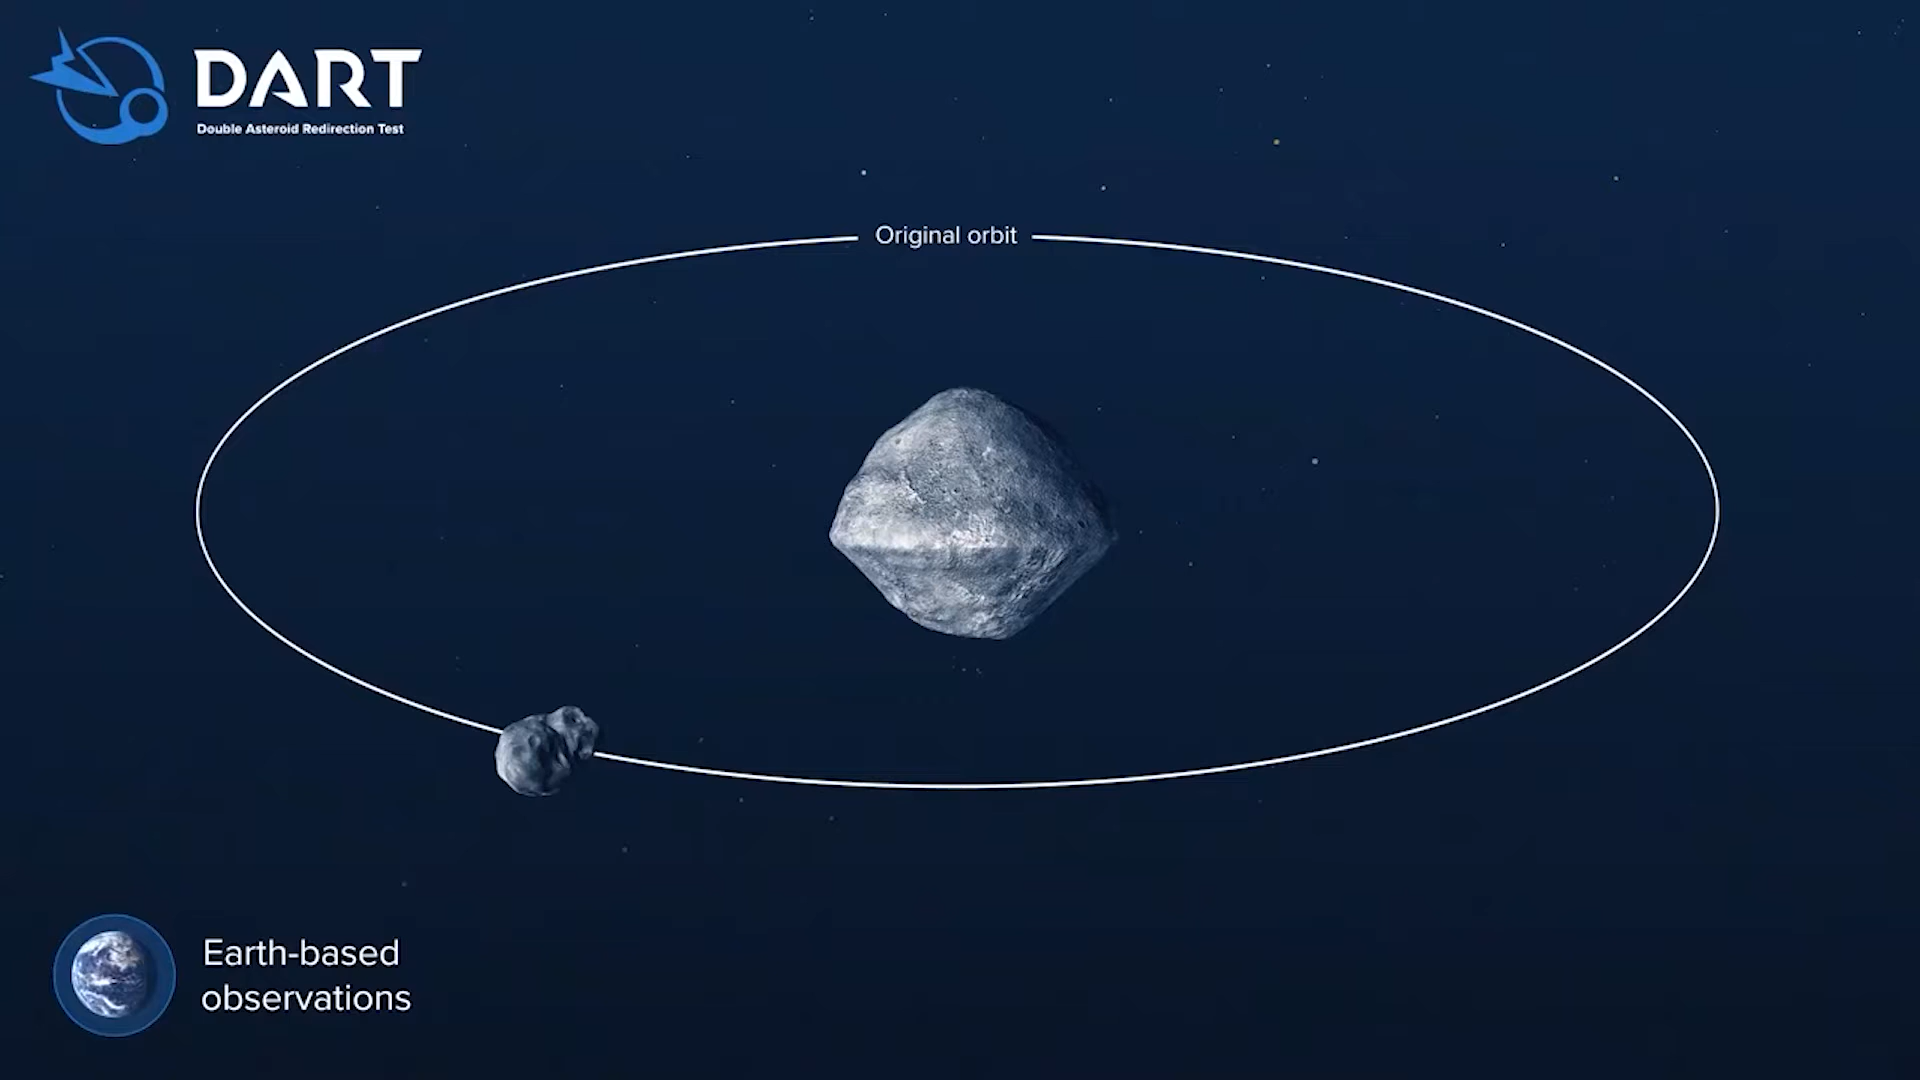 DART
Double Asteroid Redirection Test
Original orbit
Earth-based
observations